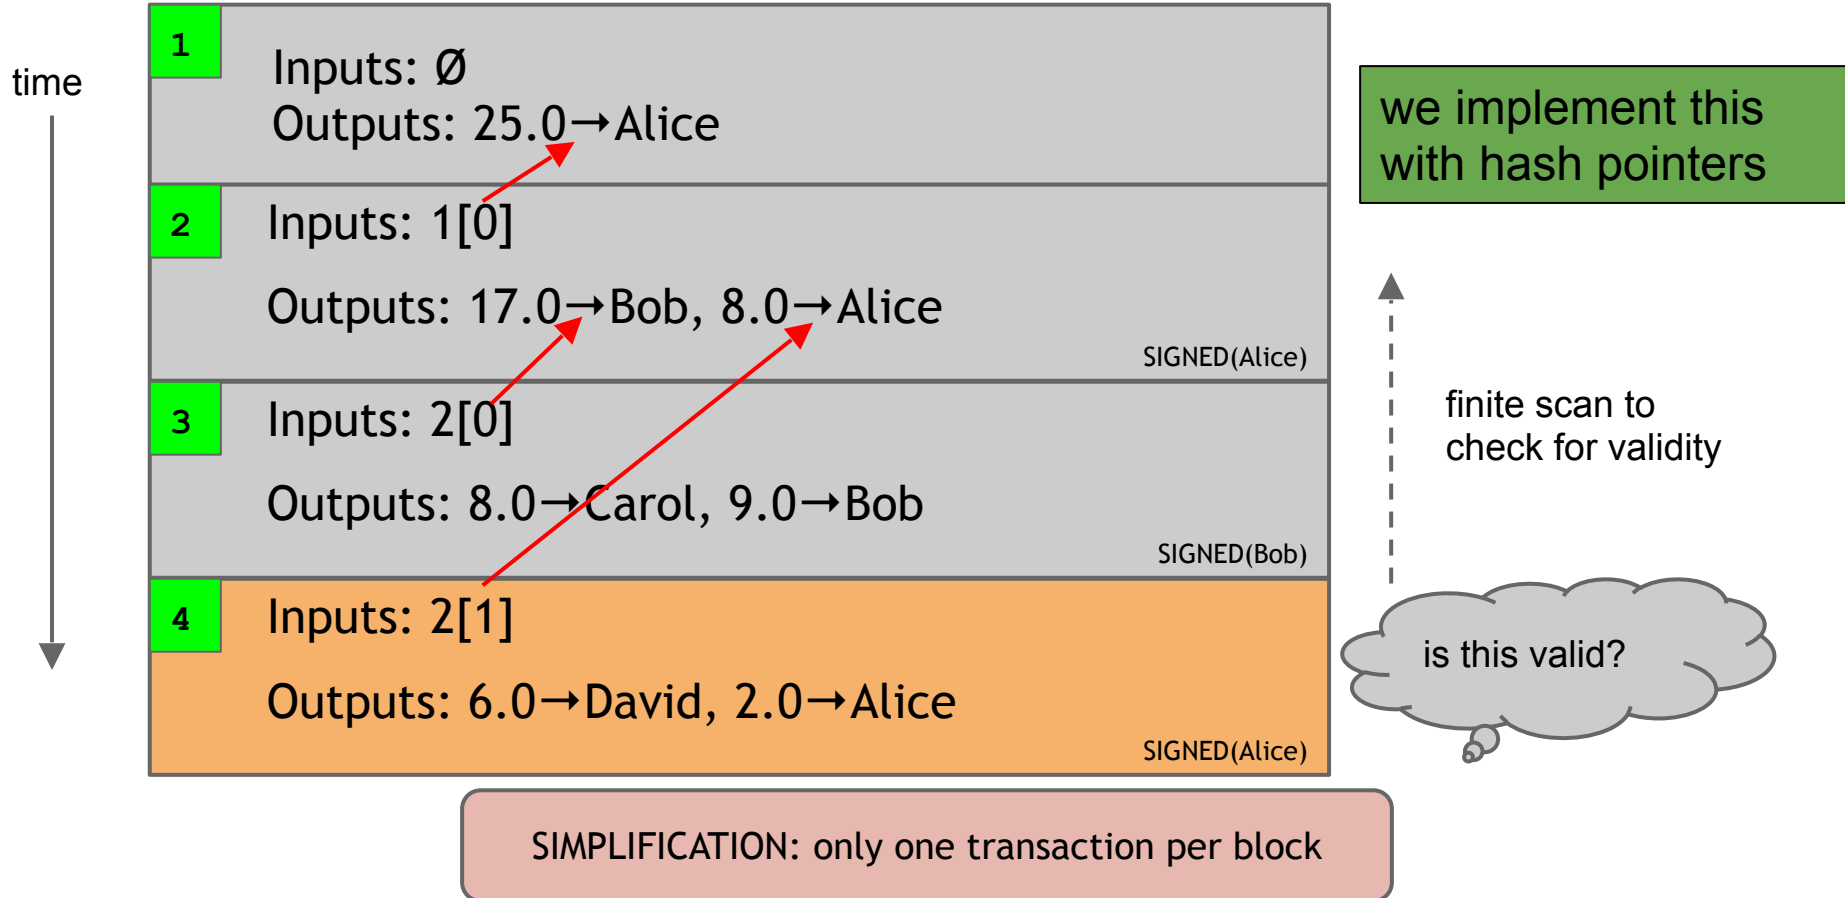 time
1
Inputs: Ø
Outputs: 25.0→Alice
we implement this
with hash pointers
2
Inputs: 1[0]
Outputs: 17.0→Bob, 8.0→Alice
SIGNED(Alice)
3
Inputs: 2[0]
Outputs: 8.0→Carol, 9.0→Bob
SIGNED(Bob)
finite scan to
check for validity
4
Inputs: 2[1]
Outputs: 6.0→David, 2.0→Alice
SIGNED(Alice)
is this valid?
SIMPLIFICATION: only one transaction per block